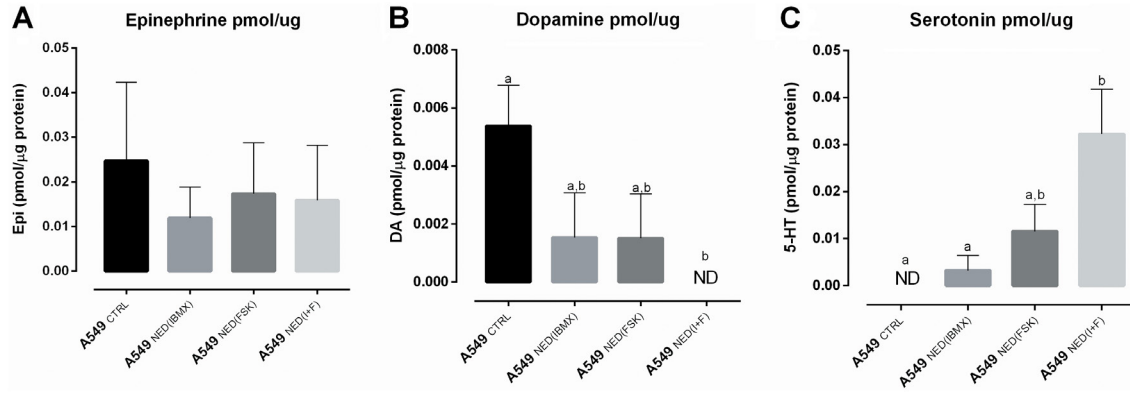 A
Epinephrine pmol/ug
Epi (pmol/µg protein)
0.05
0.04
0.03
0.02
0.01
0.00
A549 CTRL
A549 NED(IBMX)
A549 NED(FSK)
A549 NED(I+F)
B
Dopamine pmol/ug
DA (pmol/µg protein)
0.008
0.006
0.004
0.002
0.000
a
a,b
a,b
b
ND
A549 CTRL
A549 NED(IBMX)
A549 NED(FSK)
A549 NED(I+F)
C
Serotonin pmol/ug
5-HT (pmol/µg protein)
0.05
0.04
0.03
0.02
0.01
0.00
a
ND
a
a,b
b
A549 CTRL
A549 NED(IBMX)
A549 NED(FSK)
A549 NED(I+F)